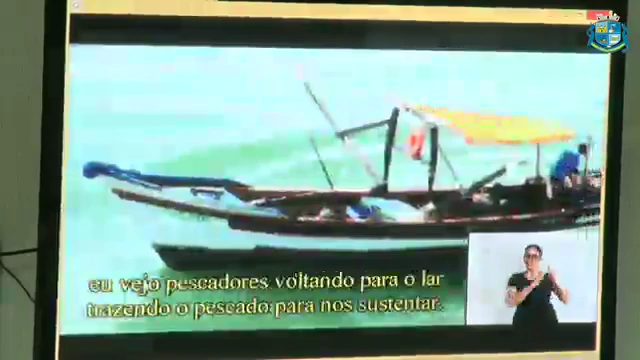 eu vejo pescadores voltando para o lar
trazendo o pescado para nos sustentar.